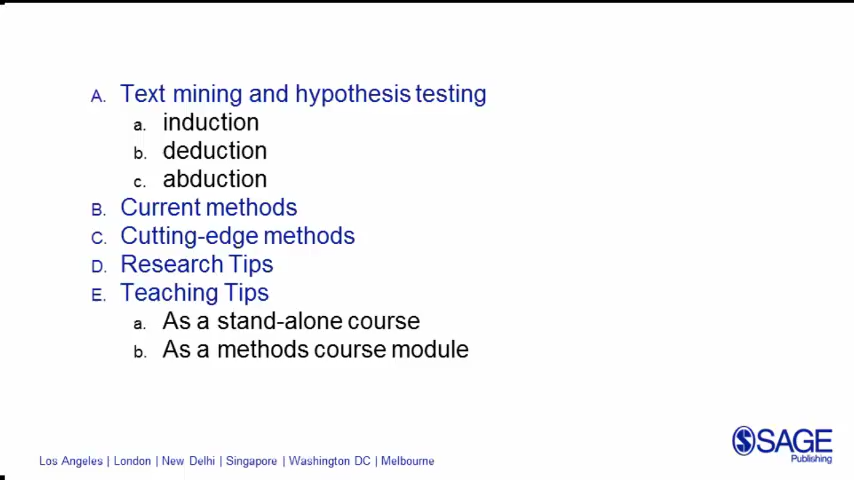 A. Text mining and hypothesis testing
a. induction
b. deduction
c. abduction
B. Current methods
C. Cutting-edge methods
D. Research Tips
E. Teaching Tips
a. As a stand-alone course
b. As a methods course module
SAGE
Publishing
Los Angeles | London | New Delhi | Singapore | Washington DC | Melbourne